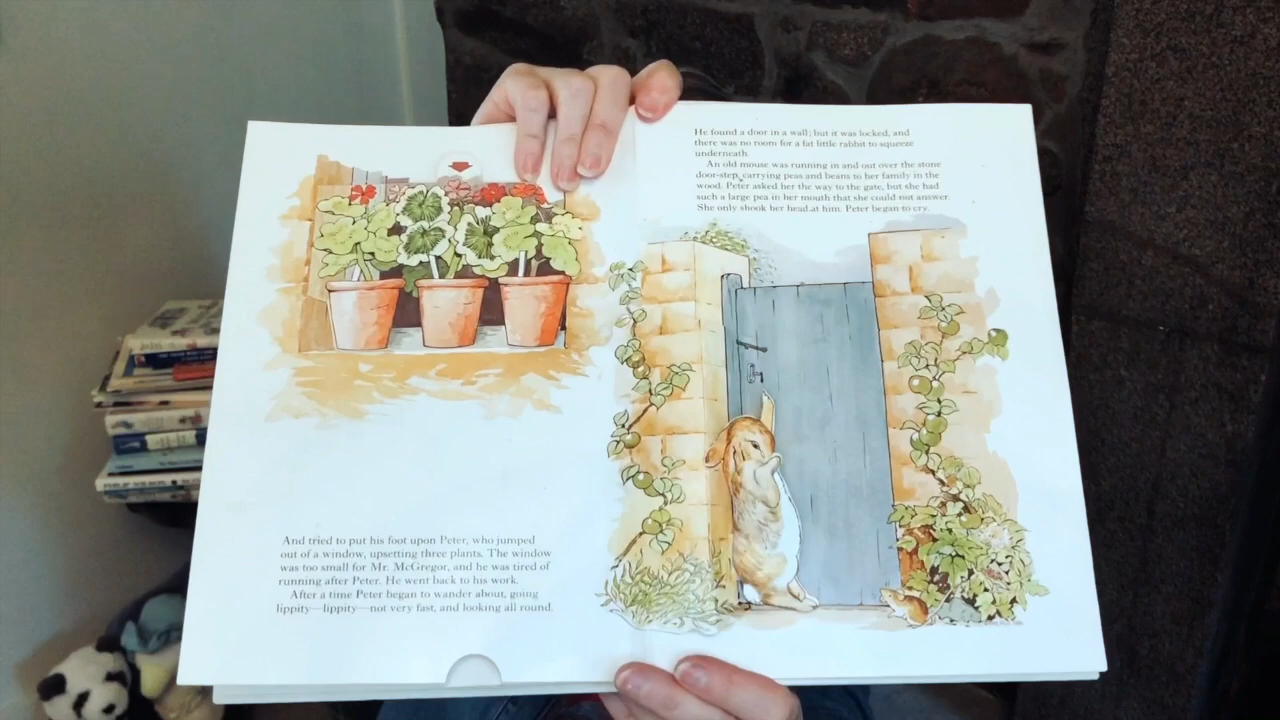 And tried to put his foot upon Peter, who jumped
out of a window, upsetting three plants. The window
was too small for Mr. McGregor, and he was tired of
running after Peter. He went back to his work.
After a time Peter began to wander about, going
lippity—lippity—not very fast, and looking all round.
He found a door in a wall; but it was locked, and
there was no room for a fat little rabbit to squeeze
underneath.
An old mouse was running in and out over the stone
door-step, carrying peas and beans to her family in the
wood. Peter asked her the way to the gate, but she had
such a large pea in her mouth that she could not answer.
She only shook her head at him. Peter began to cry.